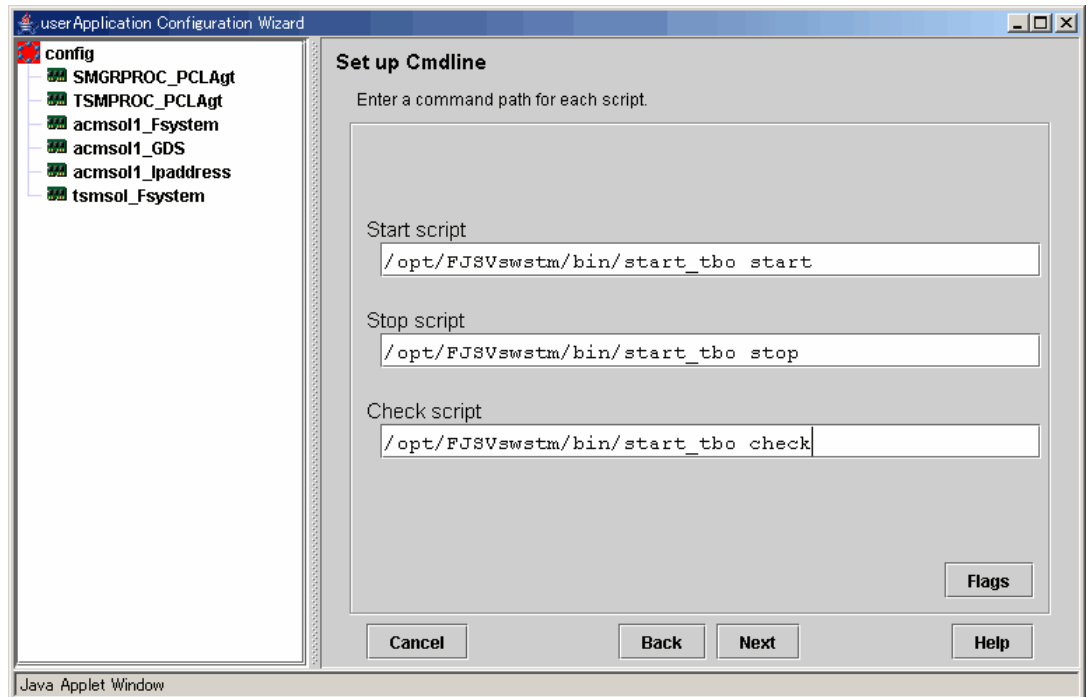 userApplication Configuration Wizard
config
SMGRPROC_PCLAgt
TSMPROC_PCLAgt
acmsol1_Fsystem
acmsol1_GDS
acmsol1_Ipaddress
tsmsol_Fsystem
Set up Cmdline
Enter a command path for each script.
Start script
/opt/FJSVswstm/bin/start_tbo start
Stop script
/opt/FJSVswstm/bin/start_tbo stop
Check script
/opt/FJSVswstm/bin/start_tbo check
Flags
Cancel
Back
Next
Help
Java Applet Window